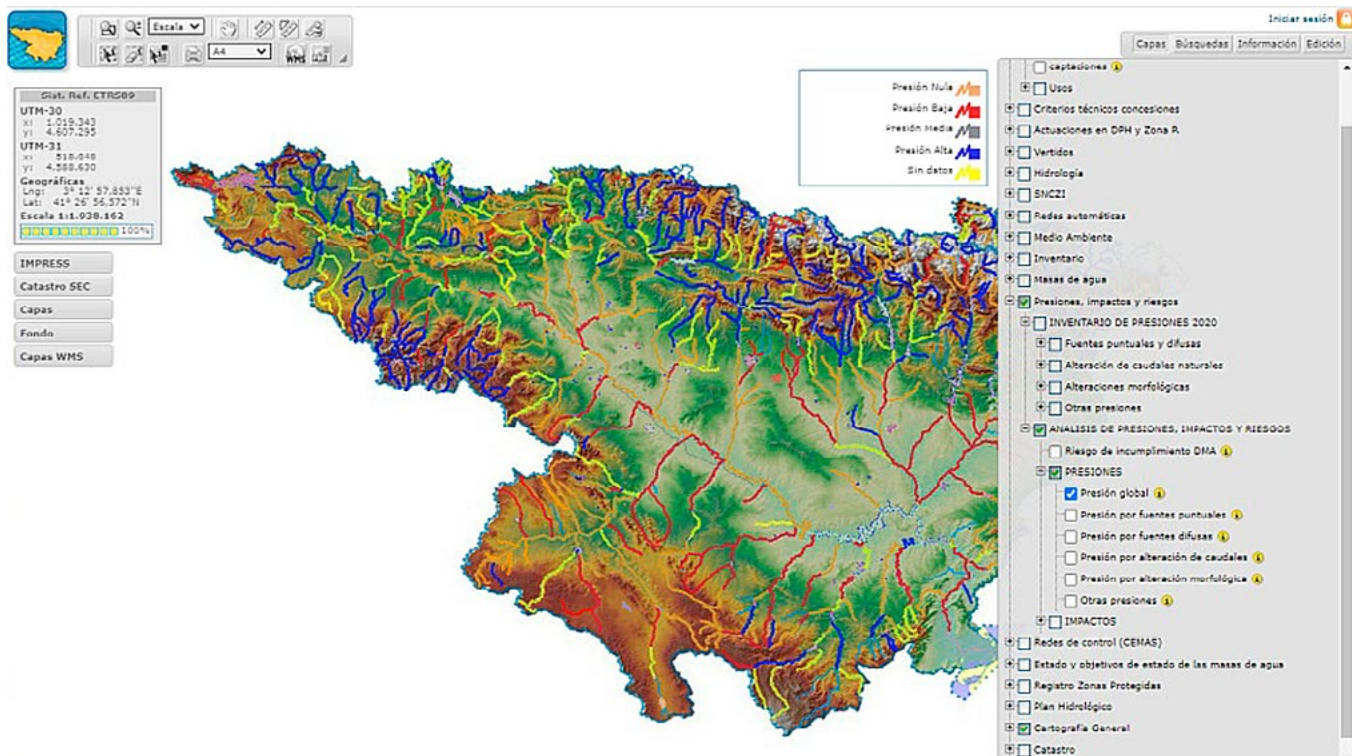 Iniciar sesión
Escala
A4
WMS
Capas Búsquedas Información Edición
Sist. Ref. ETRS89
UTM-30
x: 1.019.343
y: 4.607.295
UTM-31
x: 518.048
y: 4.588.630
Geográficas
Lng: 3º 12' 57,853"E
Lat: 41º 26' 56,572"N
Escala 1:1.938.162
100%
IMPRESS
Catastro SEC
Capas
Fondo
Capas WMS
Presión Nula
Presión Baja
Presión Media
Presión Alta
Sin datos
captaciones
Usos
Criterios técnicos concesiones
Actuaciones en DPH y Zona P.
Vertidos
Hidrología
SNCZI
Redes automáticas
Medio Ambiente
Inventario
Masas de agua
Presiones, impactos y riesgos
INVENTARIO DE PRESIONES 2020
Fuentes puntuales y difusas
Alteración de caudales naturales
Alteraciones morfológicas
Otras presiones
ANALISIS DE PRESIONES, IMPACTOS Y RIESGOS
Riesgo de incumplimiento DMA
PRESIONES
Presión global
Presión por fuentes puntuales
Presión por fuentes difusas
Presión por alteración de caudales
Presión por alteración morfológica
Otras presiones
IMPACTOS
Redes de control (CEMAS)
Estado y objetivos de estado de las masas de agua
Registro Zonas Protegidas
Plan Hidrológico
Cartografía General
Catastro